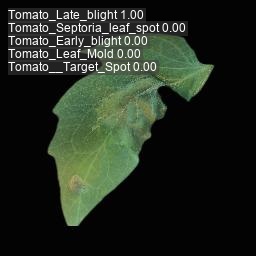 Tomato_Late_blight 1.00
Tomato_Septoria_leaf_spot 0.00
Tomato_Early_blight 0.00
Tomato_Leaf_Mold 0.00
Tomato__Target_Spot 0.00